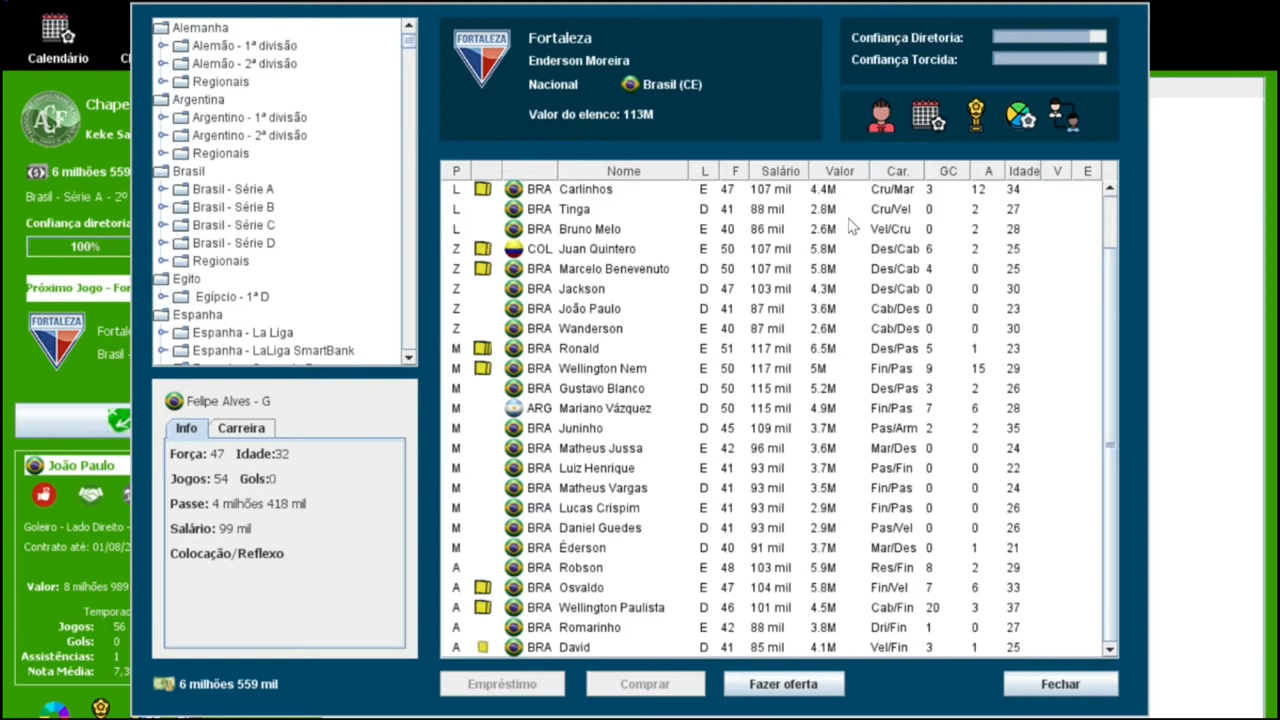 Calendário
Chape
Keke Sa
6 milhões 559
Brasil - Série A - 2º
Confiança diretoria
100%
Próximo Jogo - For
FORTALEZA
Fortale
Brasil -
João Paulo
Goleiro - Lado Direito -
Contrato até: 01/08/2
Valor: 8 milhões 989
Temporad
Jogos: 56
Gols: 0
Assistências: 1
Nota Média: 7,3
Alemanha
Alemão - 1ª divisão
Alemão - 2ª divisão
Regionais
Argentina
Argentino - 1ª divisão
Argentino - 2ª divisão
Regionais
Brasil
Brasil - Série A
Brasil - Série B
Brasil - Série C
Brasil - Série D
Regionais
Egito
Egípcio - 1ª D
Espanha
Espanha - La Liga
Espanha - LaLiga SmartBank
Felipe Alves - G
Info Carreira
Força: 47 Idade:32
Jogos: 54 Gols:0
Passe: 4 milhões 418 mil
Salário: 99 mil
Colocação/Reflexo
6 milhões 559 mil
FORTALEZA
Fortaleza
Enderson Moreira
Nacional Brasil (CE)
Valor do elenco: 113M
Confiança Diretoria:
Confiança Torcida:
P Nome L F Salário Valor Car. GC A Idade V E
L BRA Carlinhos E 47 107 mil 4.4M Cru/Mar 3 12 34
L BRA Tinga D 41 88 mil 2.8M Cru/Vel 0 2 27
L BRA Bruno Melo E 40 86 mil 2.6M Vel/Cru 0 2 28
Z COL Juan Quintero E 50 107 mil 5.8M Des/Cab 6 2 25
Z BRA Marcelo Benevenuto D 50 107 mil 5.8M Des/Cab 4 0 25
Z BRA Jackson D 47 103 mil 4.3M Des/Cab 0 0 30
Z BRA João Paulo D 41 87 mil 3.6M Cab/Des 0 0 24
Z BRA Wanderson E 40 87 mil 2.6M Cab/Des 0 0 30
M BRA Ronald E 51 117 mil 6.5M Des/Pas 5 1 23
M BRA Wellington Nem E 50 117 mil 5M Fin/Pas 9 15 29
M BRA Gustavo Blanco D 50 115 mil 5.2M Des/Pas 3 2 26
M ARG Mariano Vázquez D 50 115 mil 4.9M Fin/Pas 7 6 28
M BRA Juninho D 45 109 mil 3.7M Pas/Arm 2 2 35
M BRA Matheus Jussa E 42 96 mil 3.6M Mar/Des 0 0 24
M BRA Luiz Henrique E 41 93 mil 3.7M Pas/Fin 0 0 22
M BRA Matheus Vargas D 41 93 mil 3.5M Fin/Pas 0 0 24
M BRA Lucas Crispim E 41 93 mil 2.9M Fin/Pas 0 0 26
M BRA Daniel Guedes D 41 93 mil 2.9M Pas/Vel 0 0 26
M BRA Éderson D 40 91 mil 3.7M Mar/Des 0 1 21
A BRA Robson E 48 103 mil 5.9M Res/Fin 8 2 29
A BRA Osvaldo E 47 104 mil 5.8M Fin/Vel 7 6 33
A BRA Wellington Paulista D 46 101 mil 4.5M Cab/Fin 20 3 37
A BRA Romarinho E 42 88 mil 3.8M Dri/Fin 1 0 27
A BRA David D 41 85 mil 4.1M Vel/Fin 3 1 25
Empréstimo Comprar Fazer oferta Fechar